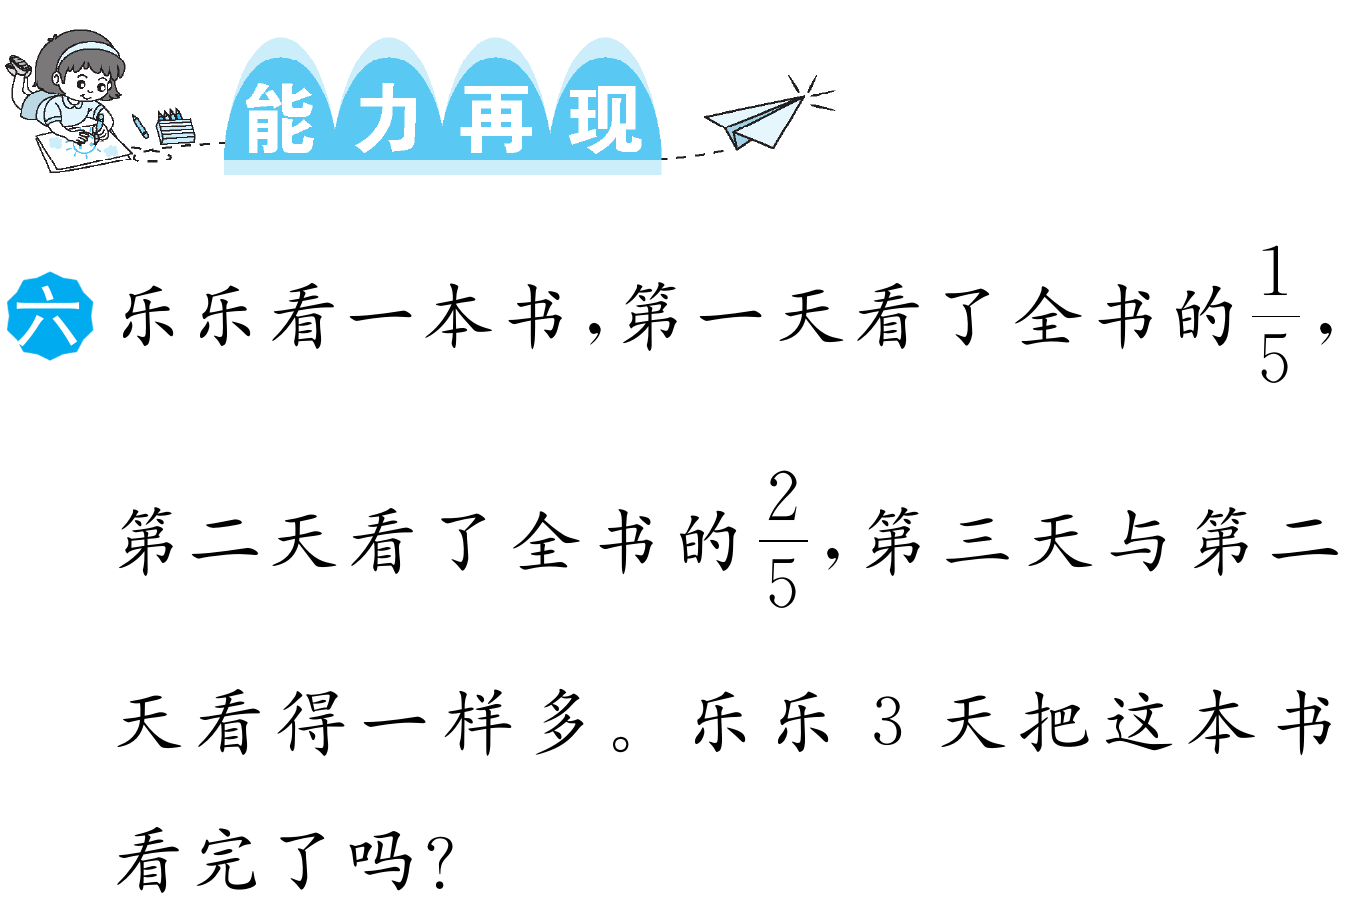 能力再现
六 乐乐看一本书,第一天看了全书的1/5,
第二天看了全书的2/5,第三天与第二
天看得一样多。乐乐 3 天把这本书
看完了吗?